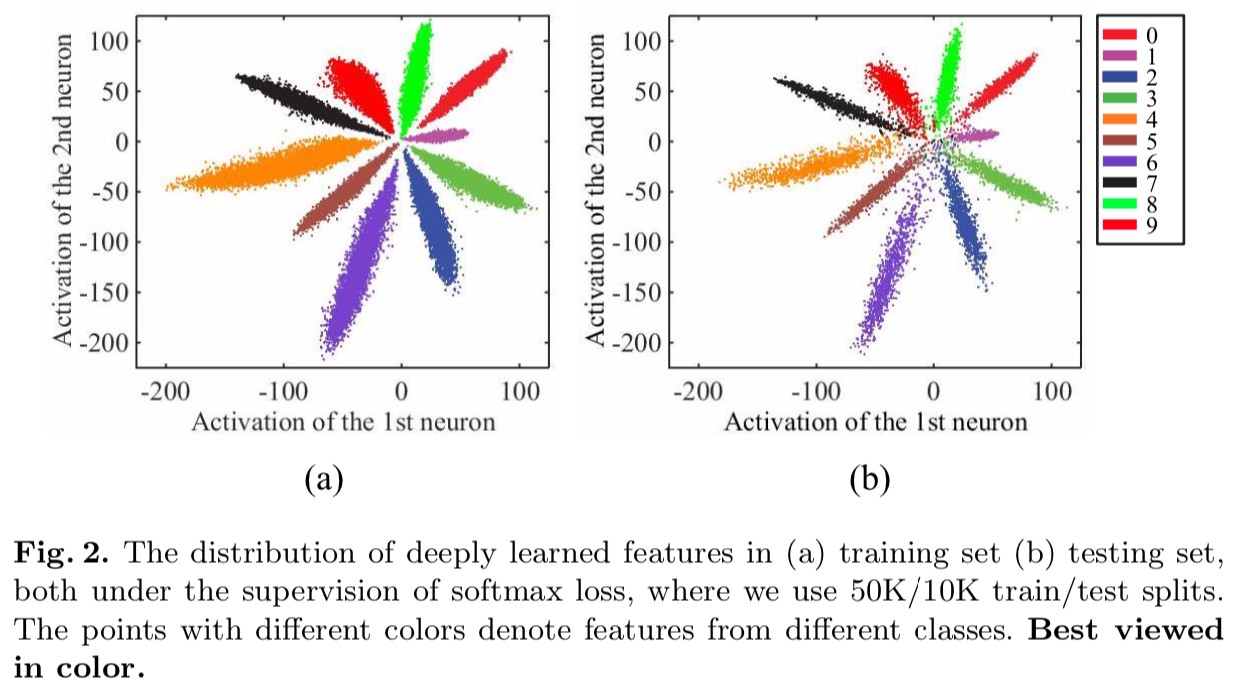 100
50
0
-50
-100
-150
-200
Activation of the 2nd neuron
-200 -100 0 100
Activation of the 1st neuron
(a)
100
50
0
-50
-100
-150
-200
Activation of the 2nd neuron
-200 -100 0 100
Activation of the 1st neuron
(b)
0
1
2
3
4
5
6
7
8
9
Fig. 2. The distribution of deeply learned features in (a) training set (b) testing set,
both under the supervision of softmax loss, where we use 50K/10K train/test splits.
The points with different colors denote features from different classes. Best viewed
in color.